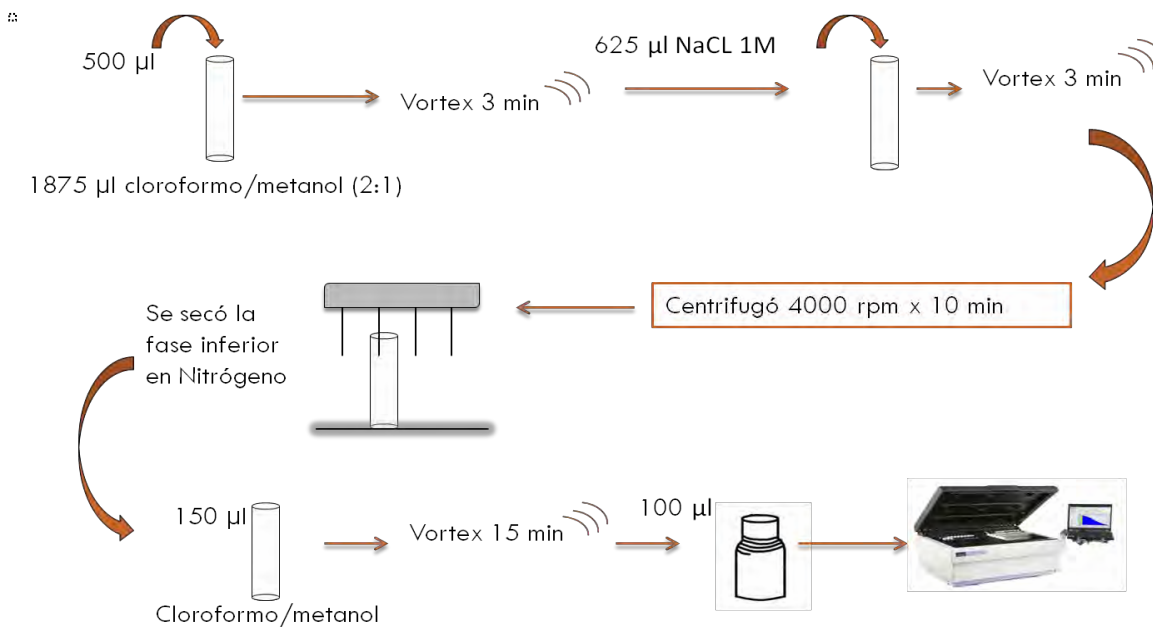 500 µl
1875 µl cloroformo/metanol (2:1)
Vortex 3 min
625 µl NaCL 1M
Vortex 3 min
Centrifugó 4000 rpm x 10 min
Se secó la
fase inferior
en Nitrógeno
150 µl
Cloroformo/metanol
Vortex 15 min
100 µl